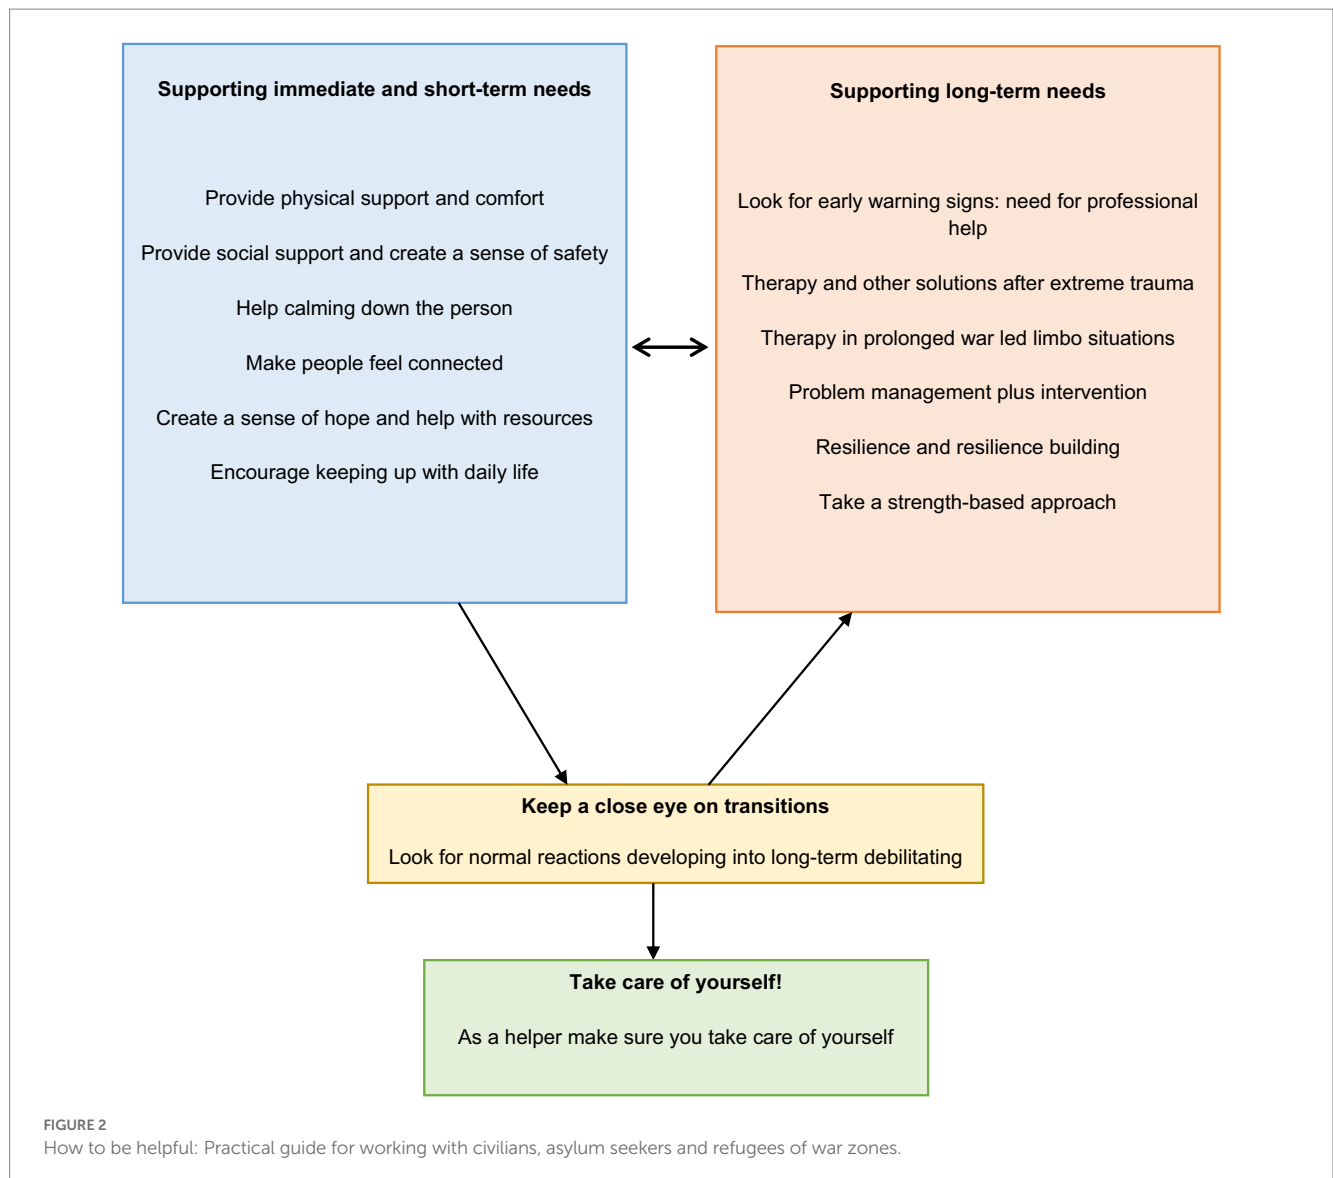 Supporting immediate and short-term needs
Provide physical support and comfort
Provide social support and create a sense of safety
Help calming down the person
Make people feel connected
Create a sense of hope and help with resources
Encourage keeping up with daily life
Supporting long-term needs
Look for early warning signs: need for professional
help
Therapy and other solutions after extreme trauma
Therapy in prolonged war led limbo situations
Problem management plus intervention
Resilience and resilience building
Take a strength-based approach
Keep a close eye on transitions
Look for normal reactions developing into long-term debilitating
Take care of yourself!
As a helper make sure you take care of yourself
FIGURE 2
How to be helpful: Practical guide for working with civilians, asylum seekers and refugees of war zones.